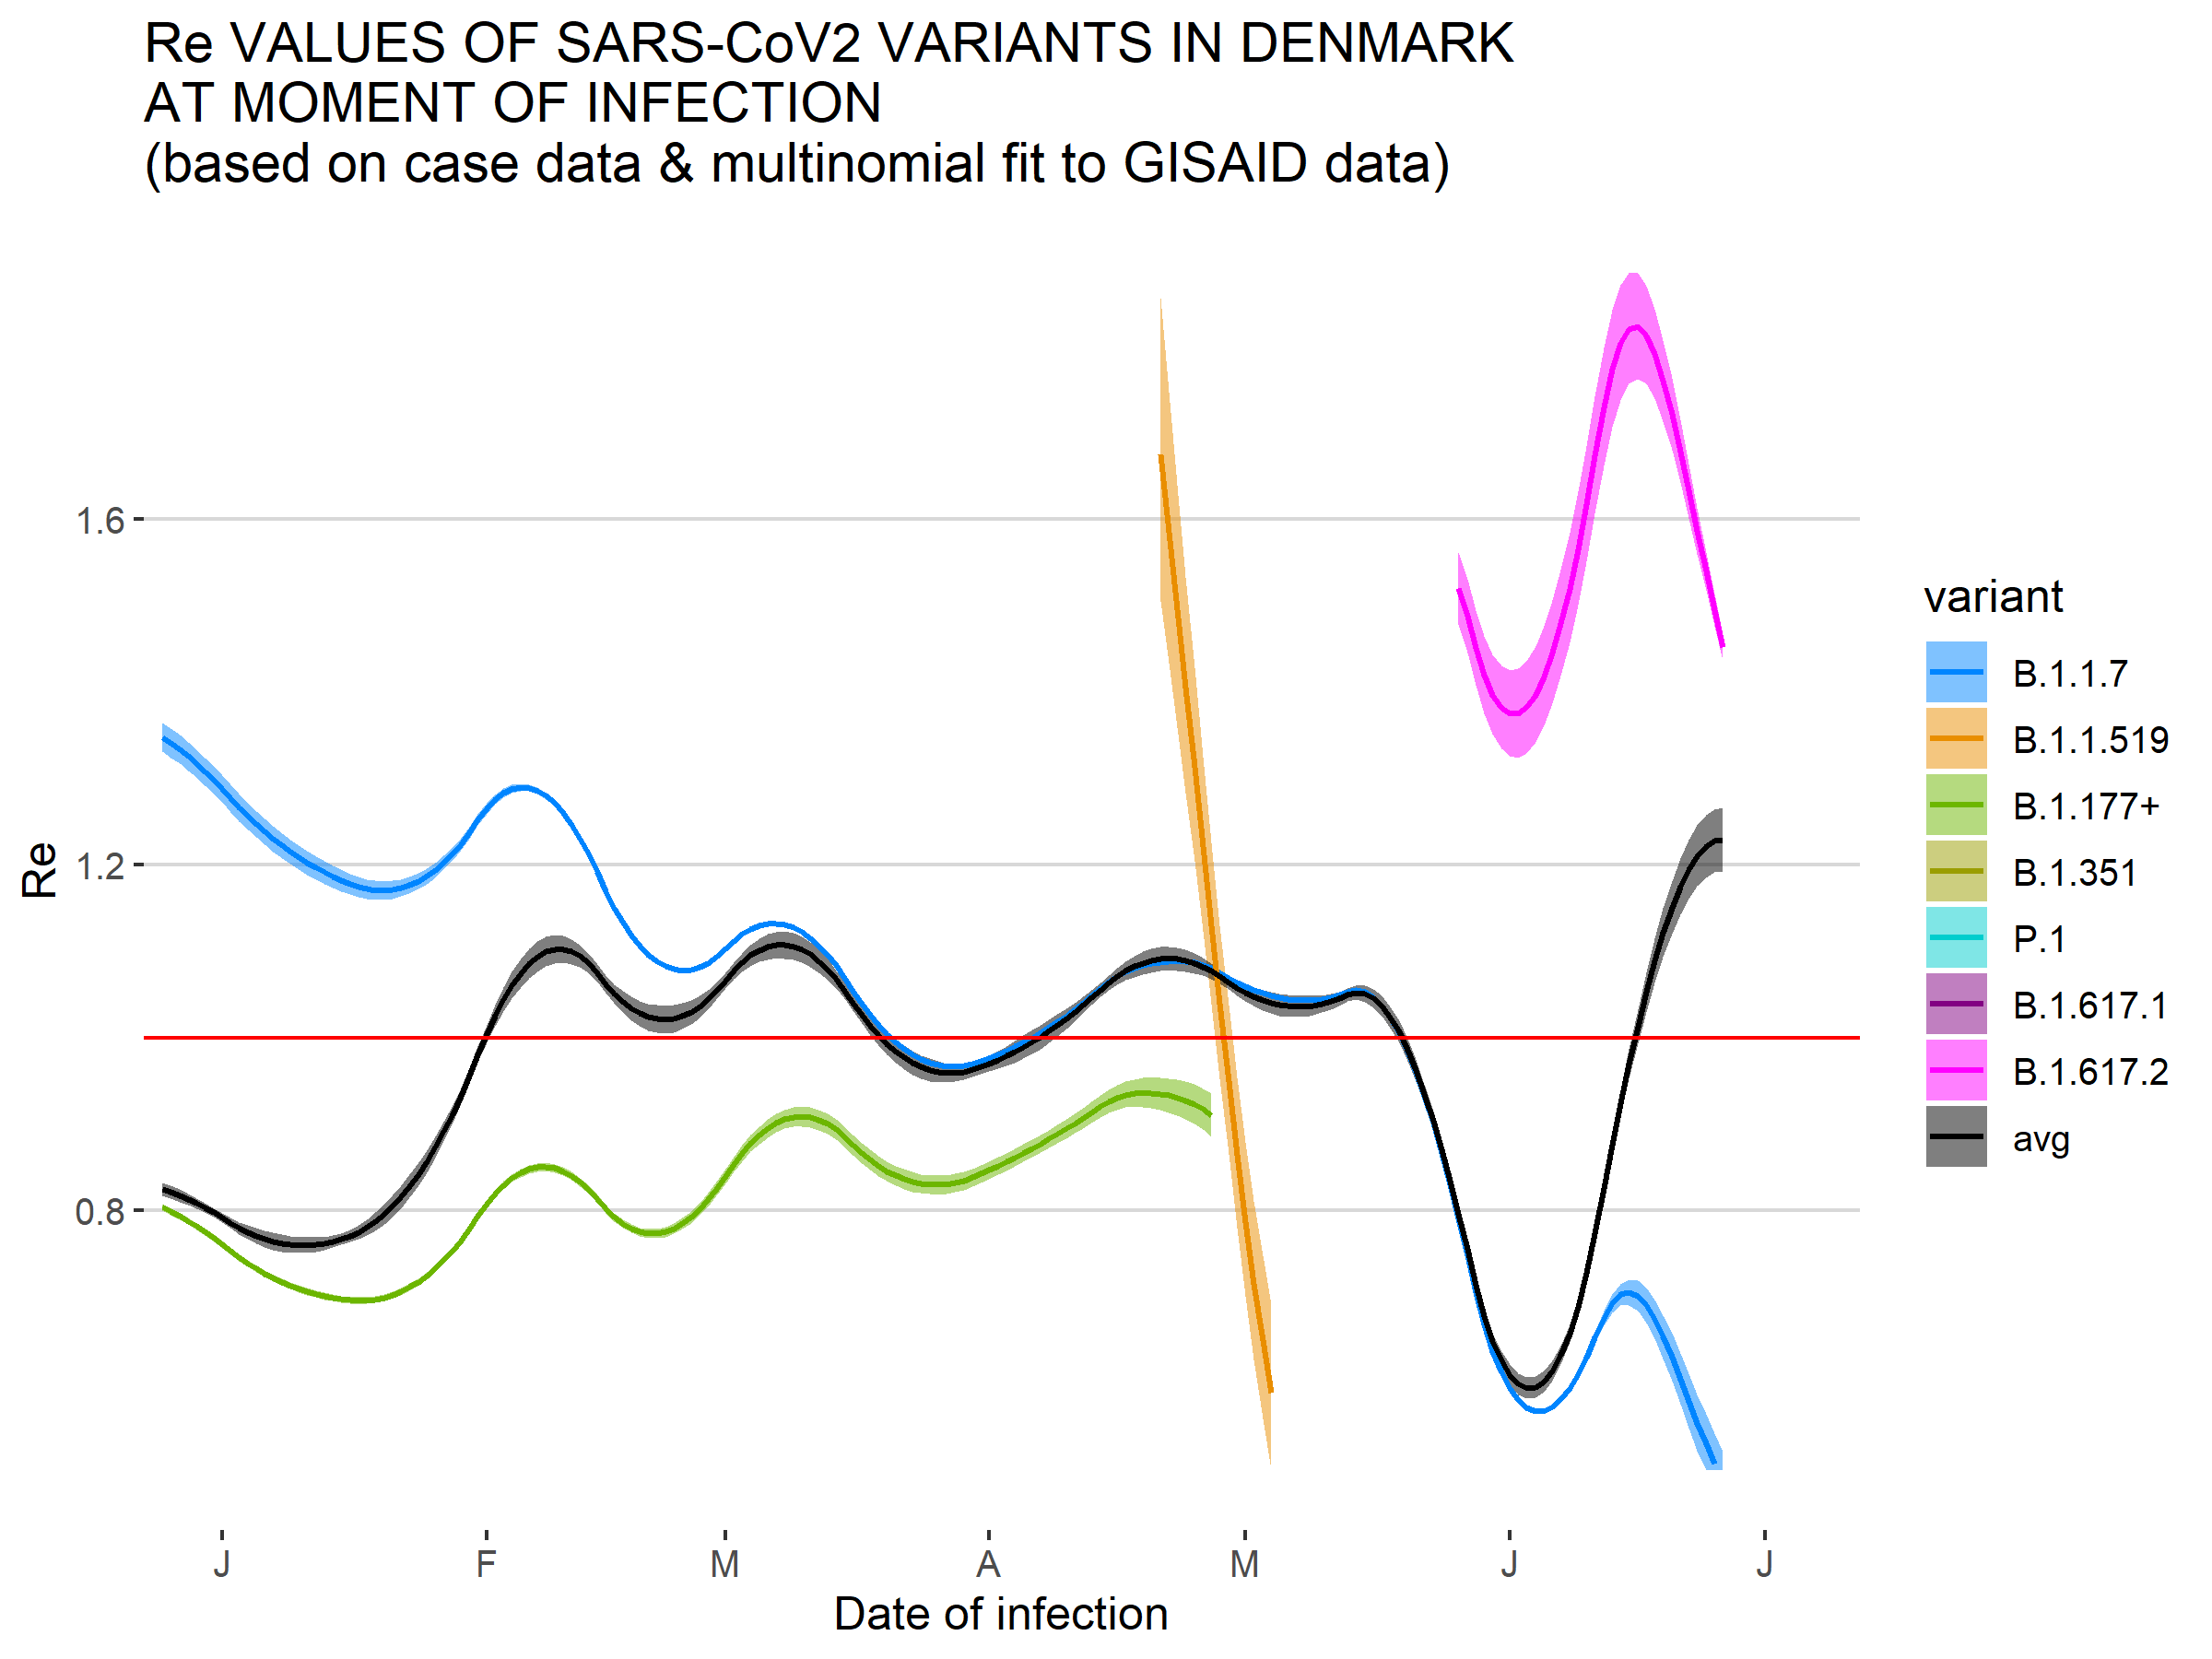 Re VALUES OF SARS-CoV2 VARIANTS IN DENMARK
AT MOMENT OF INFECTION
(based on case data & multinomial fit to GISAID data)
Re
1.6
1.2
0.8
J F M A M J J
Date of infection
variant
B.1.1.7
B.1.1.519
B.1.177+
B.1.351
P.1
B.1.617.1
B.1.617.2
avg